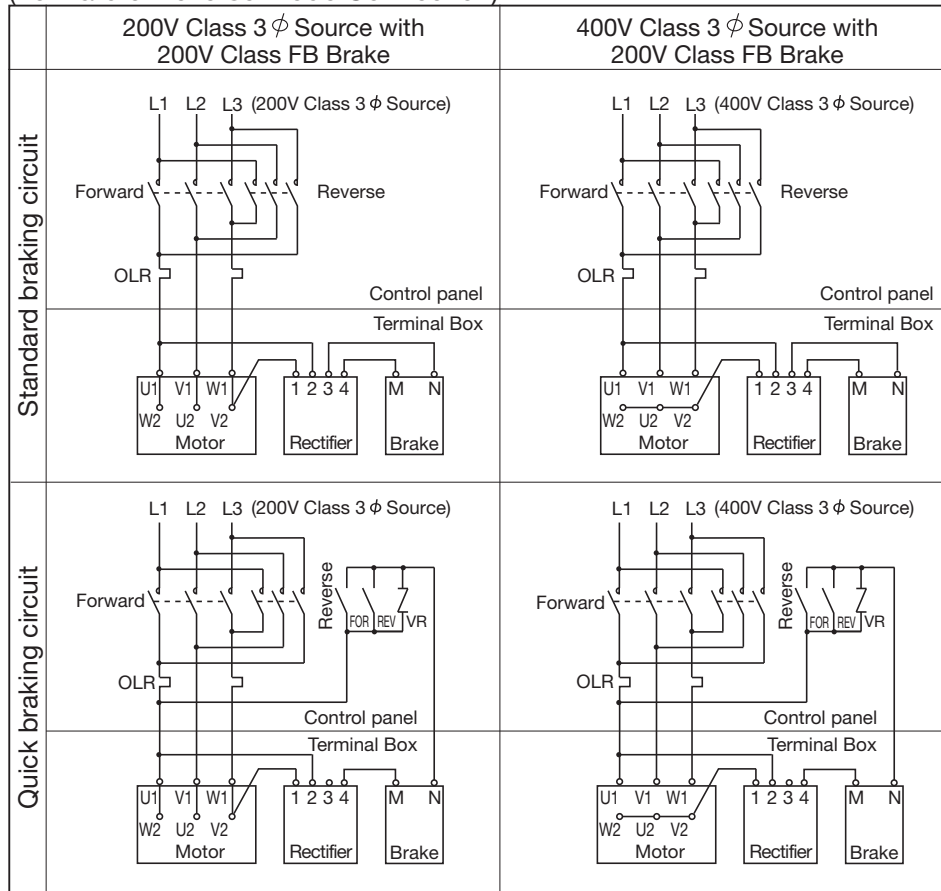 200V Class 3 ϕ Source with
200V Class FB Brake
400V Class 3 ϕ Source with
200V Class FB Brake
Standard braking circuit
L1 L2 L3 (200V Class 3 ϕ Source)
Forward Reverse
OLR
Control panel
Terminal Box
U1 V1 W1 1 2 3 4 M N
W2 U2 V2
Motor Rectifier Brake
L1 L2 L3 (400V Class 3 ϕ Source)
Forward Reverse
OLR
Control panel
Terminal Box
U1 V1 W1 1 2 3 4 M N
W2 U2 V2
Motor Rectifier Brake
Quick braking circuit
L1 L2 L3 (200V Class 3 ϕ Source)
Forward Reverse
FOR REV VR
OLR
Control panel
Terminal Box
U1 V1 W1 1 2 3 4 M N
W2 U2 V2
Motor Rectifier Brake
L1 L2 L3 (400V Class 3 ϕ Source)
Forward Reverse
FOR REV VR
OLR
Control panel
Terminal Box
U1 V1 W1 1 2 3 4 M N
W2 U2 V2
Motor Rectifier Brake